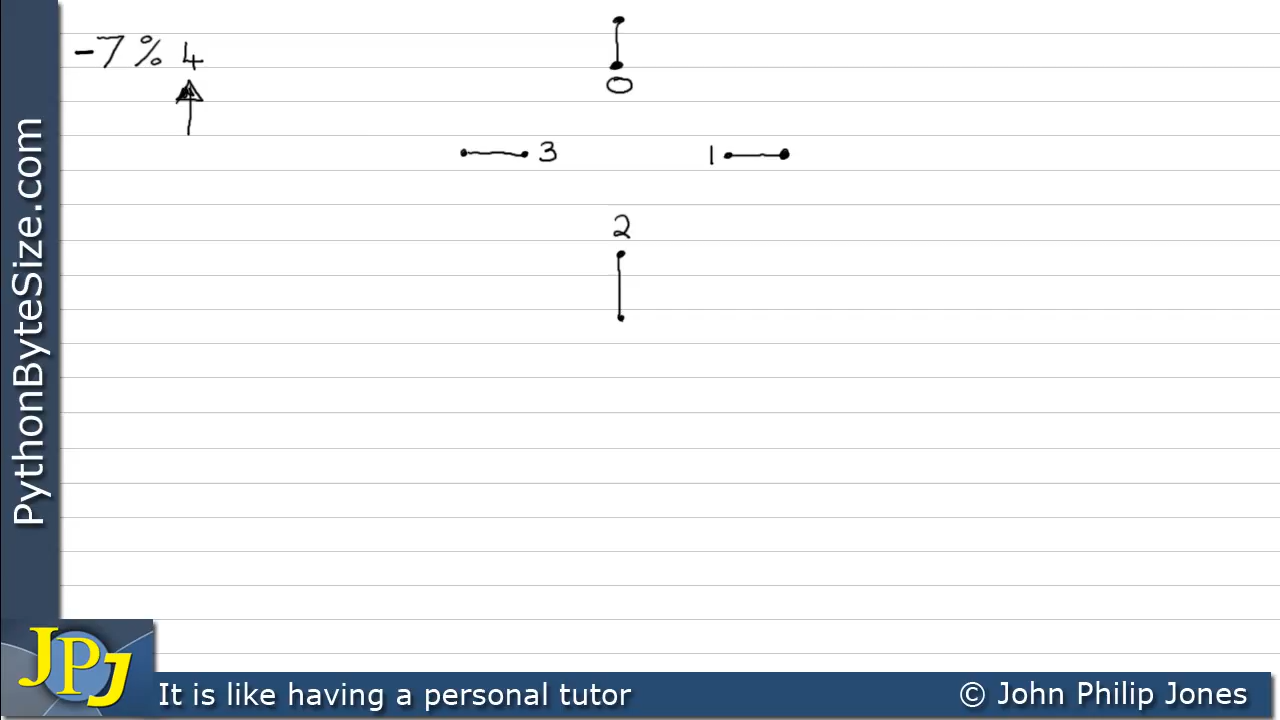 -7 % 4
0
3
1
2
PythonByteSize.com
JPJ
It is like having a personal tutor
© John Philip Jones